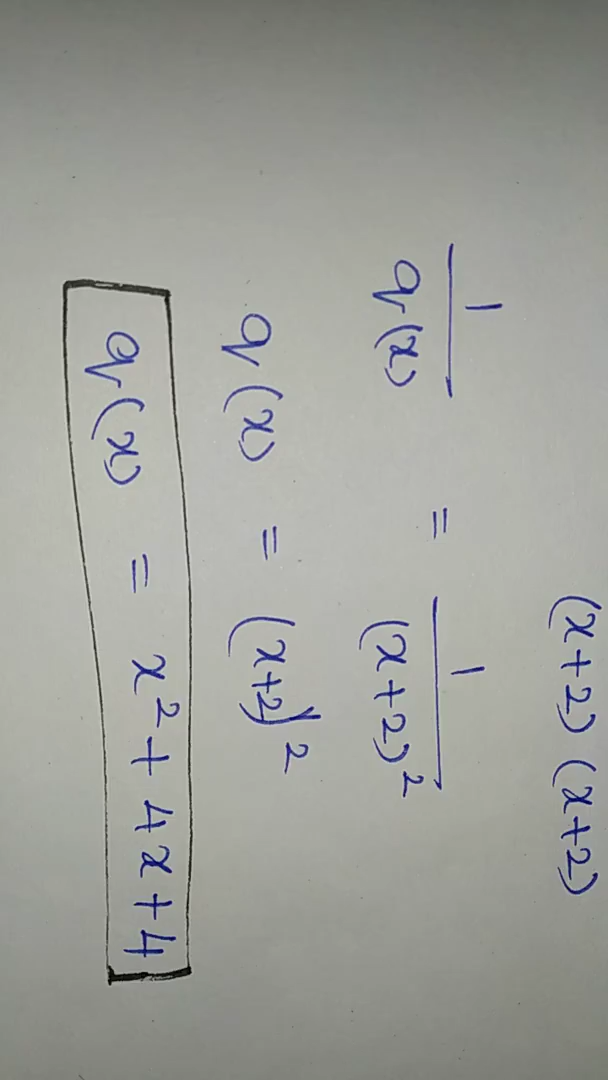 (x+2) (x+2)
1/q(x) = 1/(x+2)²
q(x) = (x+2)²
q(x) = x² + 4x + 4